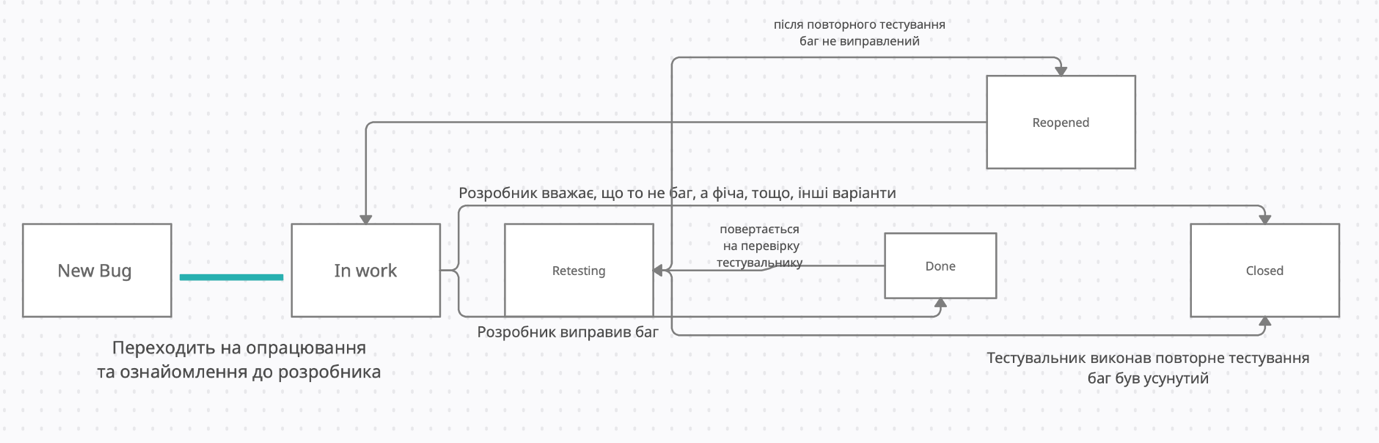 після повторного тестування
баг не виправлений
Reopened
Розробник вважає, що то не баг, а фіча, тощо, інші варіанти
New Bug
In work
Retesting
повертається
на перевірку
тестувальнику
Done
Closed
Розробник виправив баг
Переходить на опрацювання
та ознайомлення до розробника
Тестувальник виконав повторне тестування
баг був усунутий